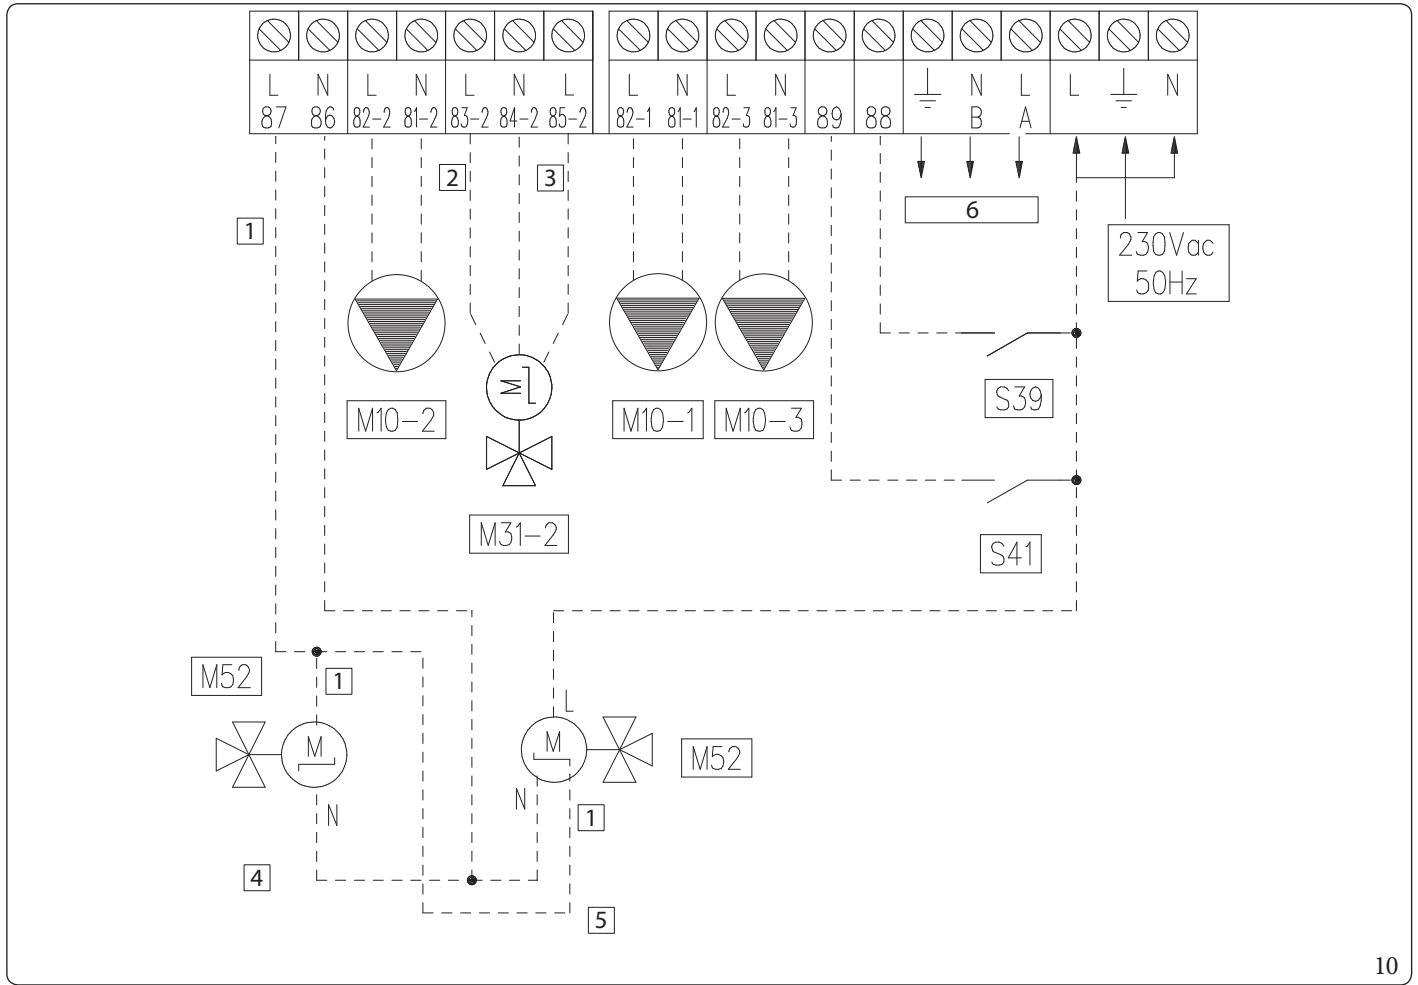 L N L N L N L L N L N N L L N
87 86 82-2 81-2 83-2 84-2 85-2 82-1 81-1 82-3 81-3 89 88 B A
2 3
1
6
230Vac
50Hz
S39
M10-2 M10-1 M10-3
M
M31-2
S41
M52
1
L
M
M
M52
N
N
1
4
5
10